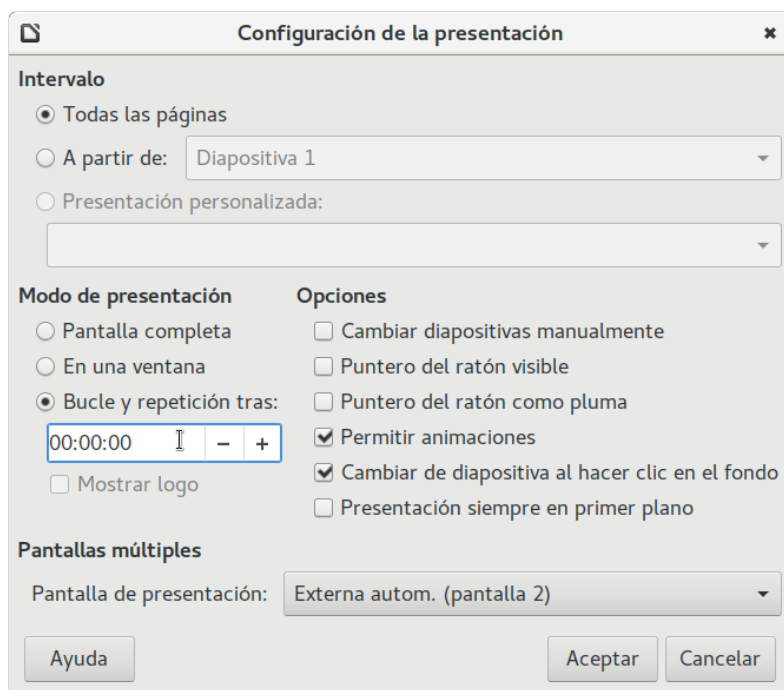 Configuración de la presentación
Intervalo
Todas las páginas
A partir de: Diapositiva 1
Presentación personalizada:
Modo de presentación
Pantalla completa
En una ventana
Bucle y repetición tras:
00:00:00 − +
Mostrar logo
Opciones
Cambiar diapositivas manualmente
Puntero del ratón visible
Puntero del ratón como pluma
Permitir animaciones
Cambiar de diapositiva al hacer clic en el fondo
Presentación siempre en primer plano
Pantallas múltiples
Pantalla de presentación: Externa autom. (pantalla 2)
Ayuda Aceptar Cancelar